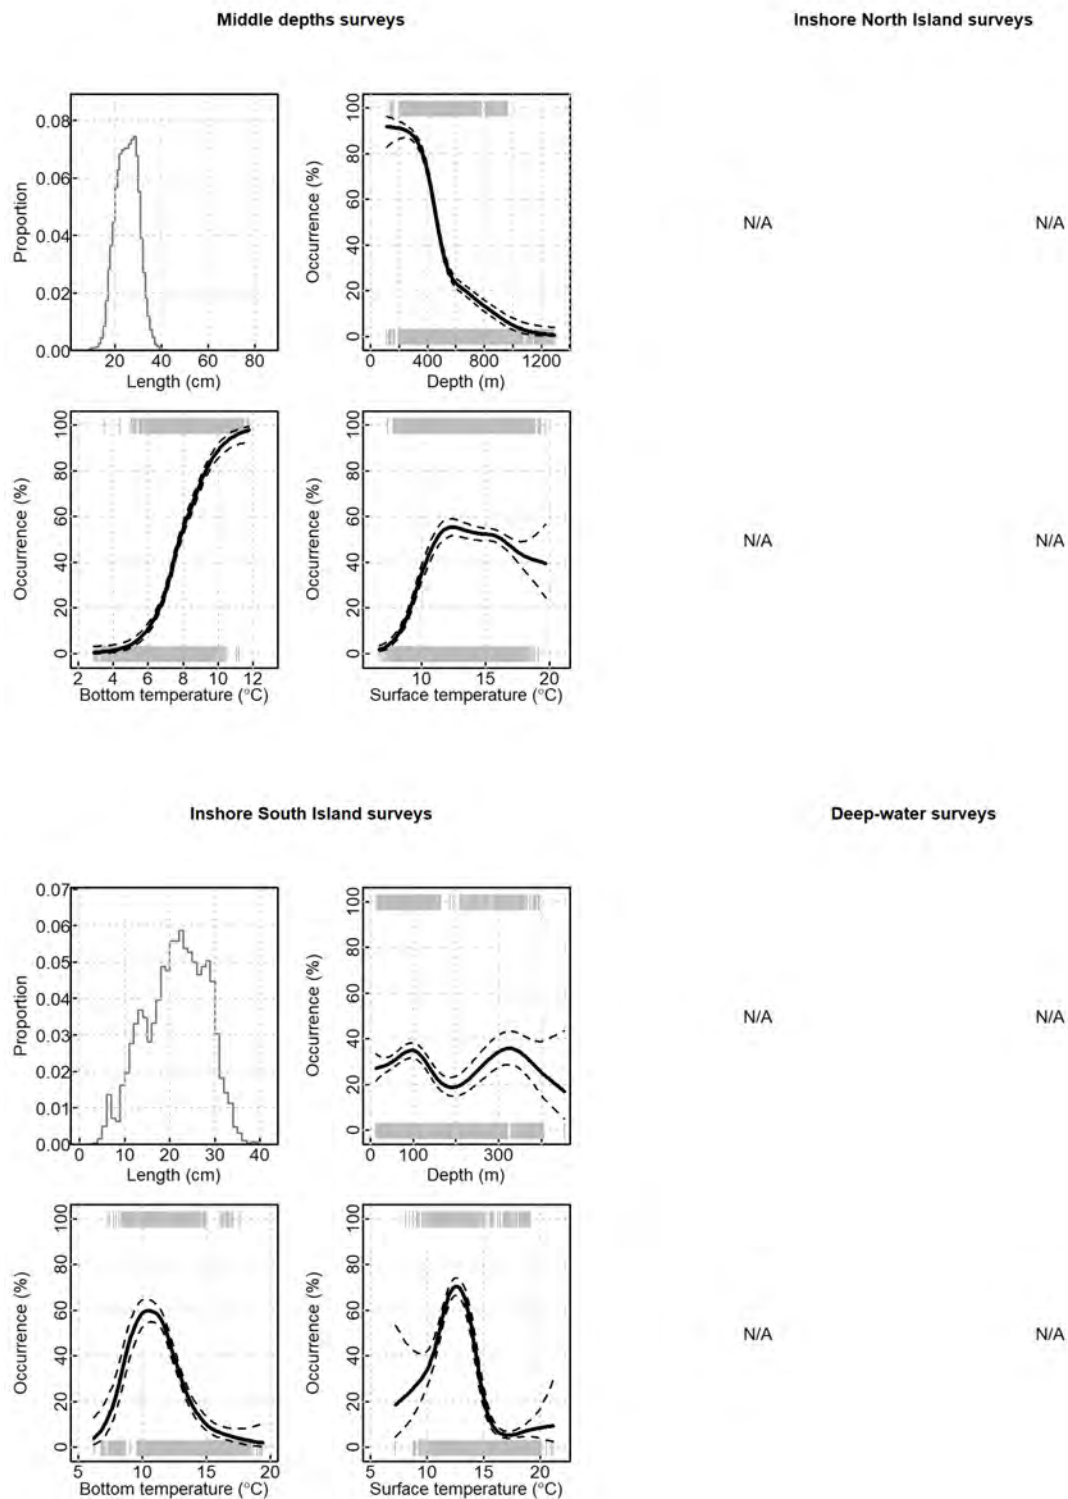 Middle depths surveys
Inshore North Island surveys
Proportion
0.08
0.06
0.04
0.02
0.00
20 40 60 80
Length (cm)
Occurrence (%)
100
80
60
40
20
0
0 400 800 1200
Depth (m)
N/A
N/A
Occurrence (%)
100
80
60
40
20
0
2 4 6 8 10 12
Bottom temperature (°C)
Occurrence (%)
100
80
60
40
20
0
10 15 20
Surface temperature (°C)
N/A
N/A
Inshore South Island surveys
Deep-water surveys
Proportion
0.07
0.06
0.05
0.04
0.03
0.02
0.01
0.00
0 10 20 30 40
Length (cm)
Occurrence (%)
100
80
60
40
20
0
0 100 200 300
Depth (m)
N/A
N/A
Occurrence (%)
100
80
60
40
20
0
5 10 15 20
Bottom temperature (°C)
Occurrence (%)
100
80
60
40
20
0
5 10 15 20
Surface temperature (°C)
N/A
N/A